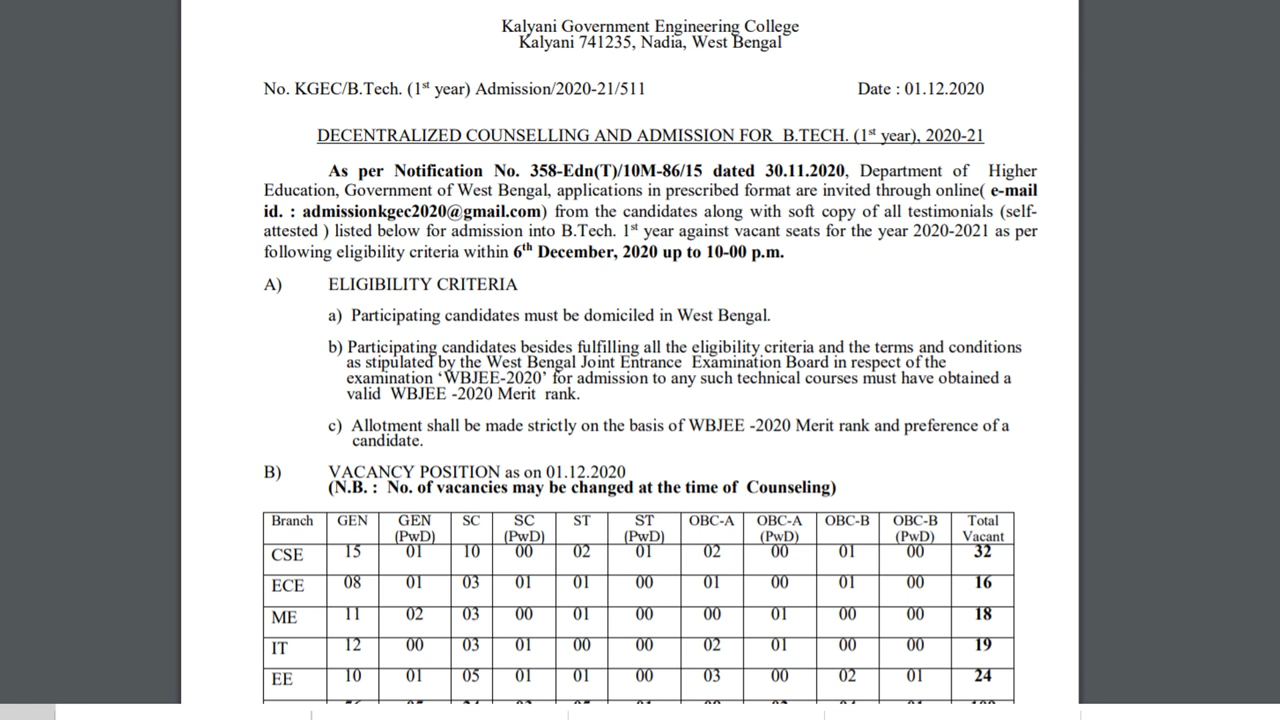 Kalyani Government Engineering College
Kalyani 741235, Nadia, West Bengal
No. KGEC/B.Tech. (1st year) Admission/2020-21/511 Date : 01.12.2020
DECENTRALIZED COUNSELLING AND ADMISSION FOR B.TECH. (1st year), 2020-21
As per Notification No. 358-Edn(T)/10M-86/15 dated 30.11.2020, Department of Higher
Education, Government of West Bengal, applications in prescribed format are invited through online( e-mail
id. : admissionkgec2020@gmail.com) from the candidates along with soft copy of all testimonials (self-
attested ) listed below for admission into B.Tech. 1st year against vacant seats for the year 2020-2021 as per
following eligibility criteria within 6th December, 2020 up to 10-00 p.m.
A) ELIGIBILITY CRITERIA
a) Participating candidates must be domiciled in West Bengal.
b) Participating candidates besides fulfilling all the eligibility criteria and the terms and conditions
as stipulated by the West Bengal Joint Entrance Examination Board in respect of the
examination ‘WBJEE-2020’ for admission to any such technical courses must have obtained a
valid WBJEE -2020 Merit rank.
c) Allotment shall be made strictly on the basis of WBJEE -2020 Merit rank and preference of a
candidate.
B) VACANCY POSITION as on 01.12.2020
(N.B. : No. of vacancies may be changed at the time of Counseling)
Branch GEN GEN (PwD) SC SC (PwD) ST ST (PwD) OBC-A OBC-A (PwD) OBC-B OBC-B (PwD) Total Vacant
CSE 15 01 10 00 02 01 02 00 01 00 32
ECE 08 01 03 01 01 00 01 00 01 00 16
ME 11 02 03 00 01 00 00 01 00 00 18
IT 12 00 03 01 00 00 02 01 00 00 19
EE 10 01 05 01 01 00 03 00 02 01 24